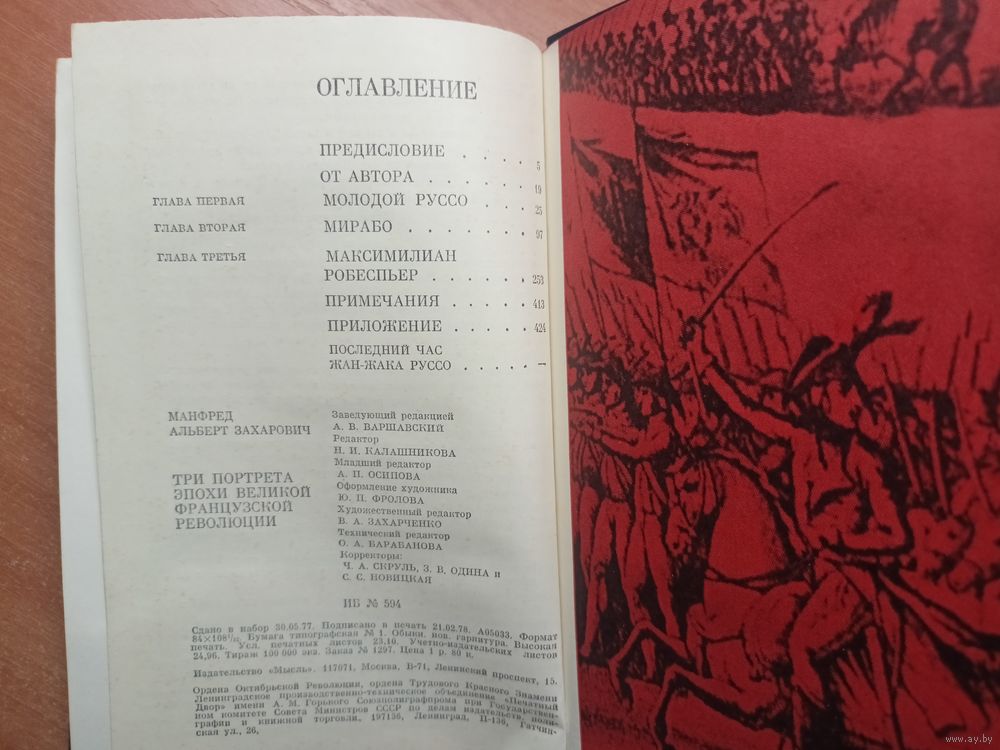 ОГЛАВЛЕНИЕ
ПРЕДИСЛОВИЕ . . . . 5
ОТ АВТОРА . . . . . 19
ГЛАВА ПЕРВАЯ МОЛОДОЙ РУССО . . . 25
ГЛАВА ВТОРАЯ МИРАБО . . . . . . 97
ГЛАВА ТРЕТЬЯ МАКСИМИЛИАН
РОБЕСПЬЕР . . . . . 253
ПРИМЕЧАНИЯ . . . . 413
ПРИЛОЖЕНИЕ . . . . 424
ПОСЛЕДНИЙ ЧАС
ЖАН-ЖАКА РУССО . . . . —
МАНФРЕД
АЛЬБЕРТ ЗАХАРОВИЧ
ТРИ ПОРТРЕТА
ЭПОХИ ВЕЛИКОЙ
ФРАНЦУЗСКОЙ
РЕВОЛЮЦИИ
Заведующий редакцией
А. В. ВАРШАВСКИЙ
Редактор
Н. И. КАЛАШНИКОВА
Младший редактор
А. П. ОСИПОВА
Оформление художника
Ю. П. ФРОЛОВА
Художественный редактор
В. А. ЗАХАРЧЕНКО
Технический редактор
О. А. БАРАБАНОВА
Корректоры:
Ч. А. СКРУЛЬ, З. В. ОДИНА и
С. С. НОВИЦКАЯ
ИБ № 594
Сдано в набор 30.05.77. Подписано в печать 21.02.78. А05033. Формат
84×108 1/32. Бумага типографская № 1. Обыкн. нов. гарнитура. Высокая
печать. Усл. печатных листов 23,10. Учетно-издательских листов
24,96. Тираж 100 000 экз. Заказ № 1297. Цена 1 р. 80 к.
Издательство «Мысль». 117071. Москва, В-71, Ленинский проспект, 15.
Ордена Октябрьской Революции, ордена Трудового Красного Знамени
Ленинградское производственно-техническое объединение «Печатный
Двор» имени А. М. Горького Союзполиграфпрома при Государствен-
ном комитете Совета Министров СССР по делам издательств, поли-
графии и книжной торговли, 197136, Ленинград, П-136, Гатчин-
ская ул., 26,
www.ay.by